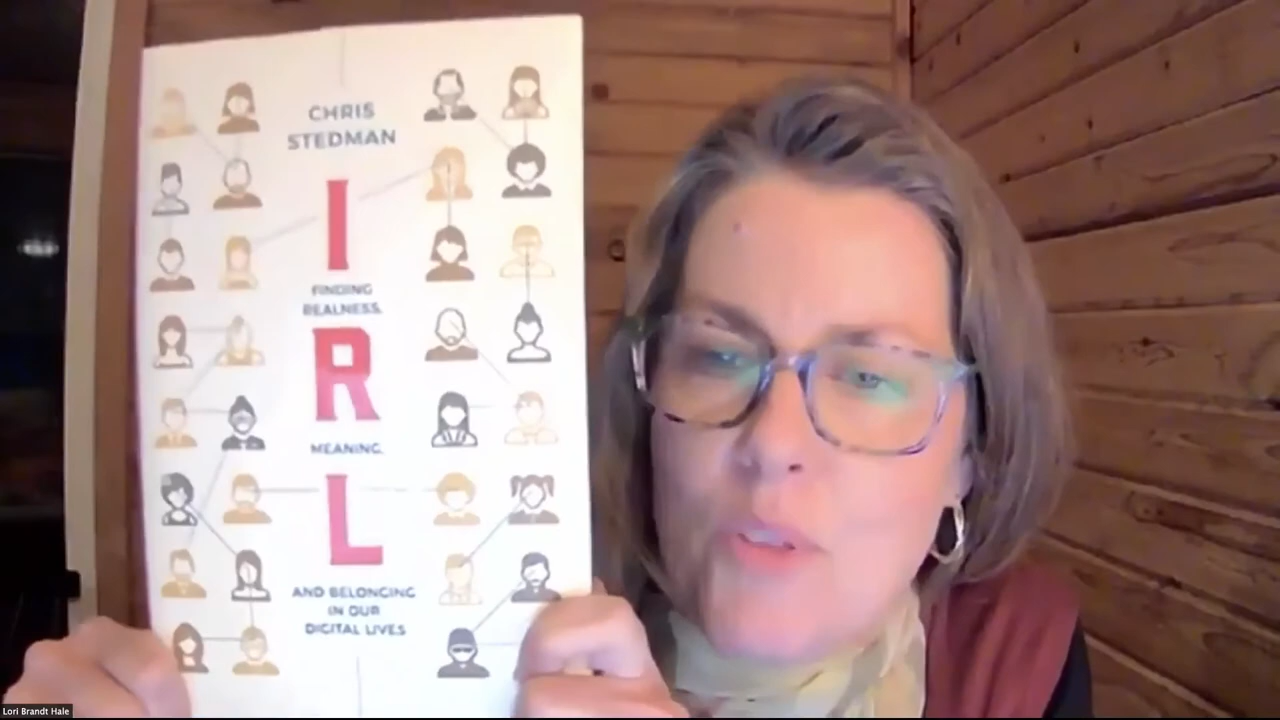 CHRIS
STEDMAN
I
FINDING
REALNESS,
R
MEANING,
L
AND BELONGING
IN OUR
DIGITAL LIVES
Lori Brandt Hale